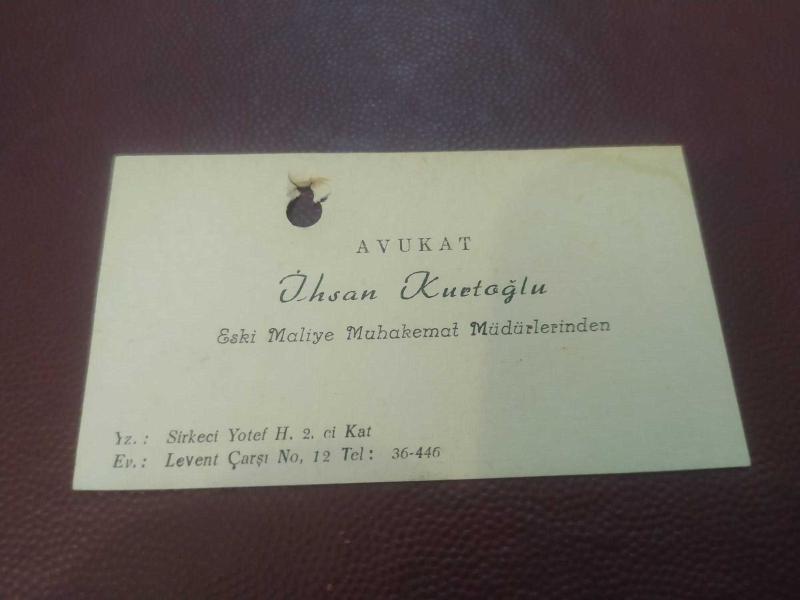 AVUKAT
İhsan Kurtoğlu
Eski Maliye Muhakemat Müdürlerinden
Yz.: Sirkeci Yotef H. 2. ci Kat
Ev.: Levent Çarşı No, 12 Tel: 36-446